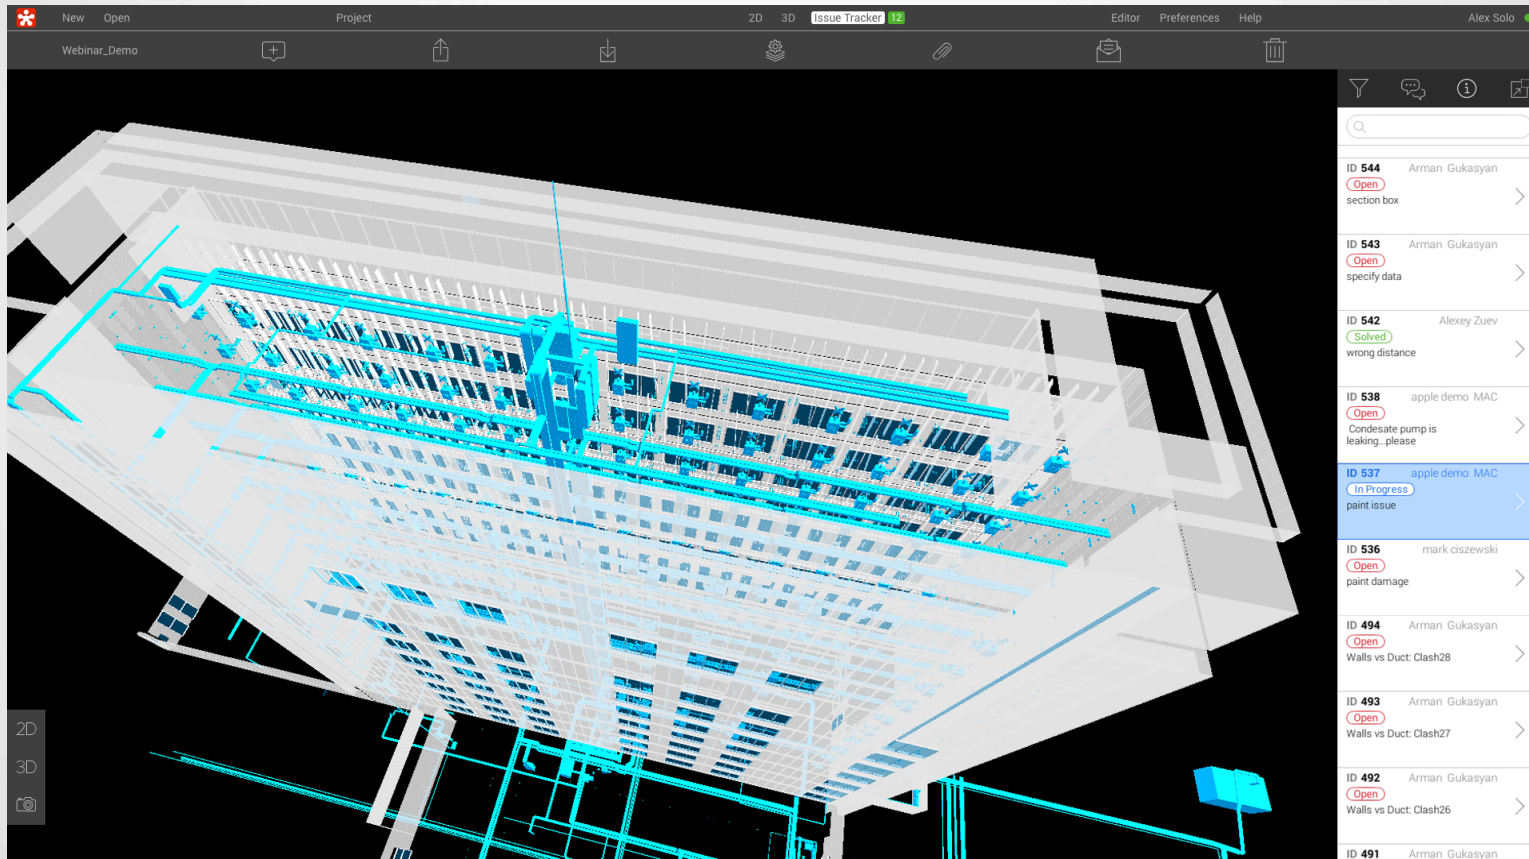 New Open Project 2D 3D Issue Tracker 12 Editor Preferences Help Alex Solo
Webinar_Demo
ID 544 Arman Gukasyan
Open
section box
ID 543 Arman Gukasyan
Open
specify data
ID 542 Alexey Zuev
Solved
wrong distance
ID 538 apple demo MAC
Open
Condesate pump is
leaking...please
ID 537 apple demo MAC
In Progress
paint issue
ID 536 mark ciszewski
Open
paint damage
ID 494 Arman Gukasyan
Open
Walls vs Duct: Clash28
ID 493 Arman Gukasyan
Open
Walls vs Duct: Clash27
ID 492 Arman Gukasyan
Open
Walls vs Duct: Clash26
ID 491 Arman Gukasyan
2D
3D